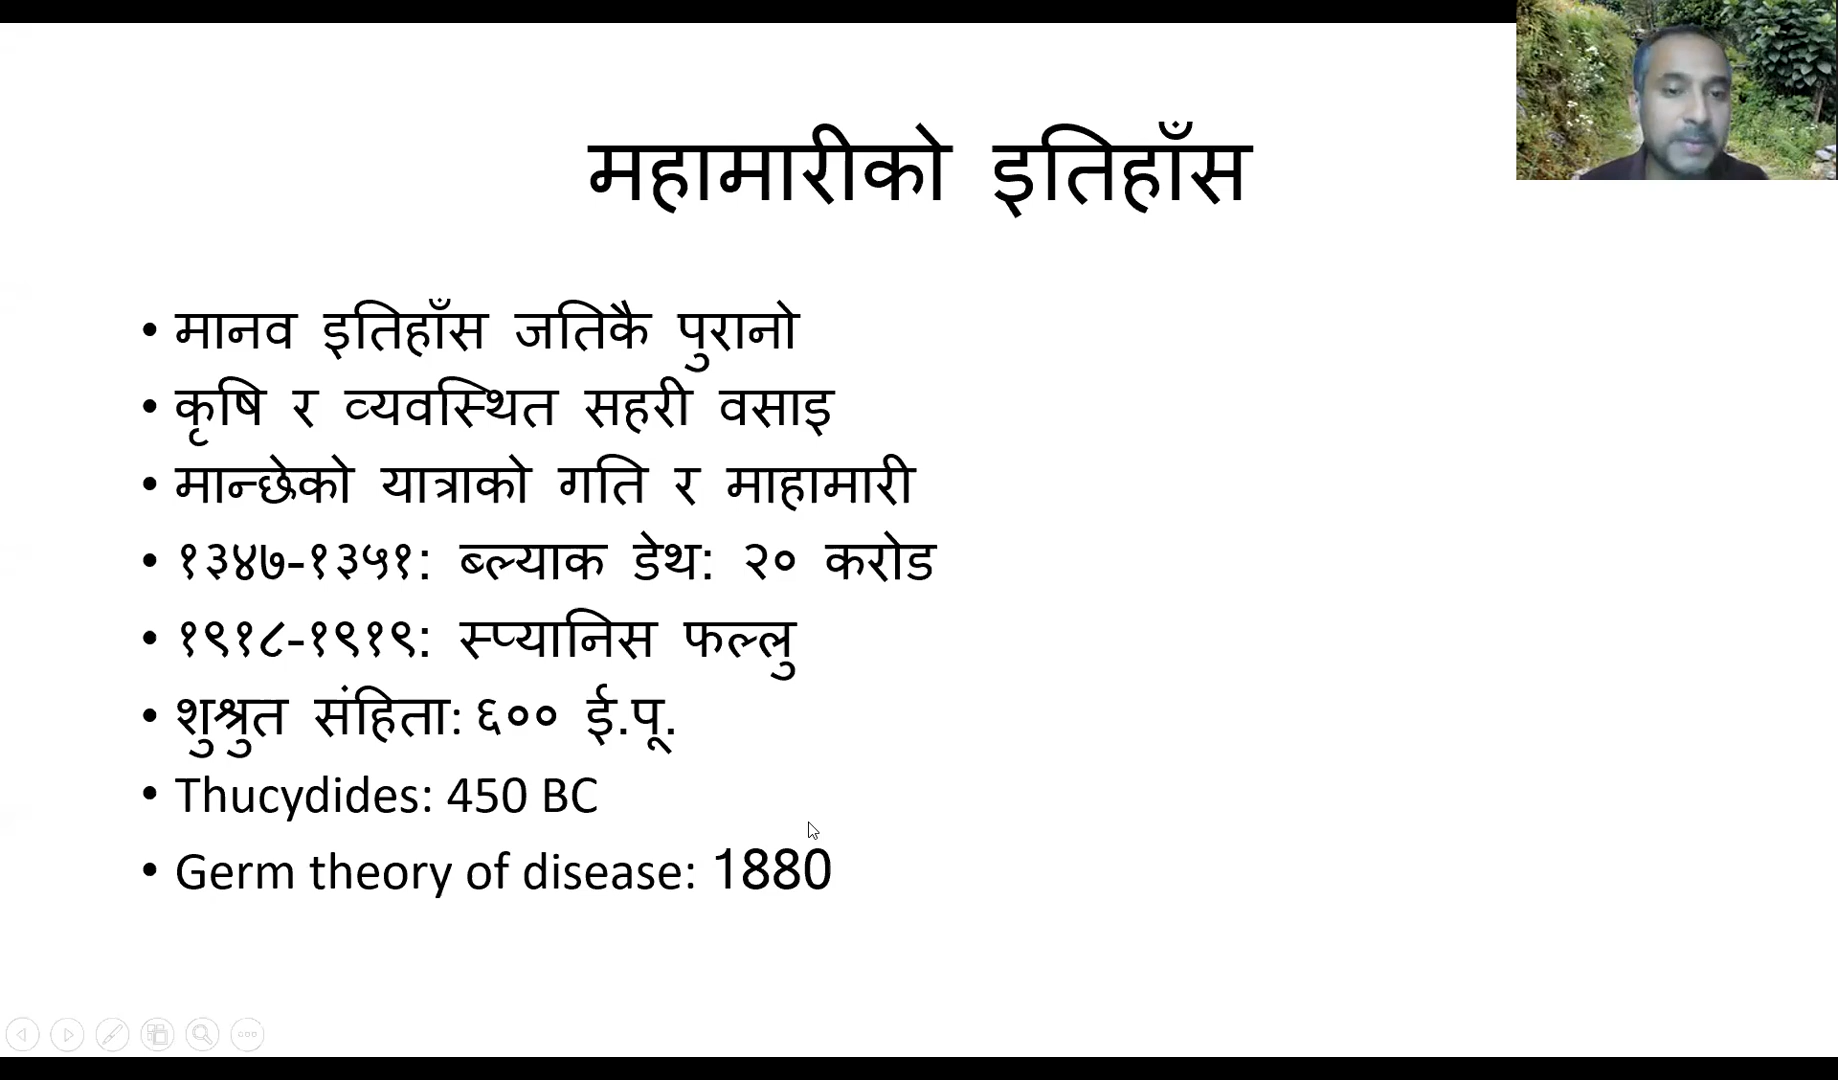 महामारीको इतिहाँस
• मानव इतिहाँस जतिकै पुरानो
• कृषि र व्यवस्थित सहरी वसाइ
• मान्छेको यात्राको गति र माहामारी
• १३४७-१३५१: ब्ल्याक डेथ: २० करोड
• १९१८-१९१९: स्प्यानिस फल्लु
• शुश्रुत संहिता: ६०० ई.पू.
• Thucydides: 450 BC
• Germ theory of disease: 1880